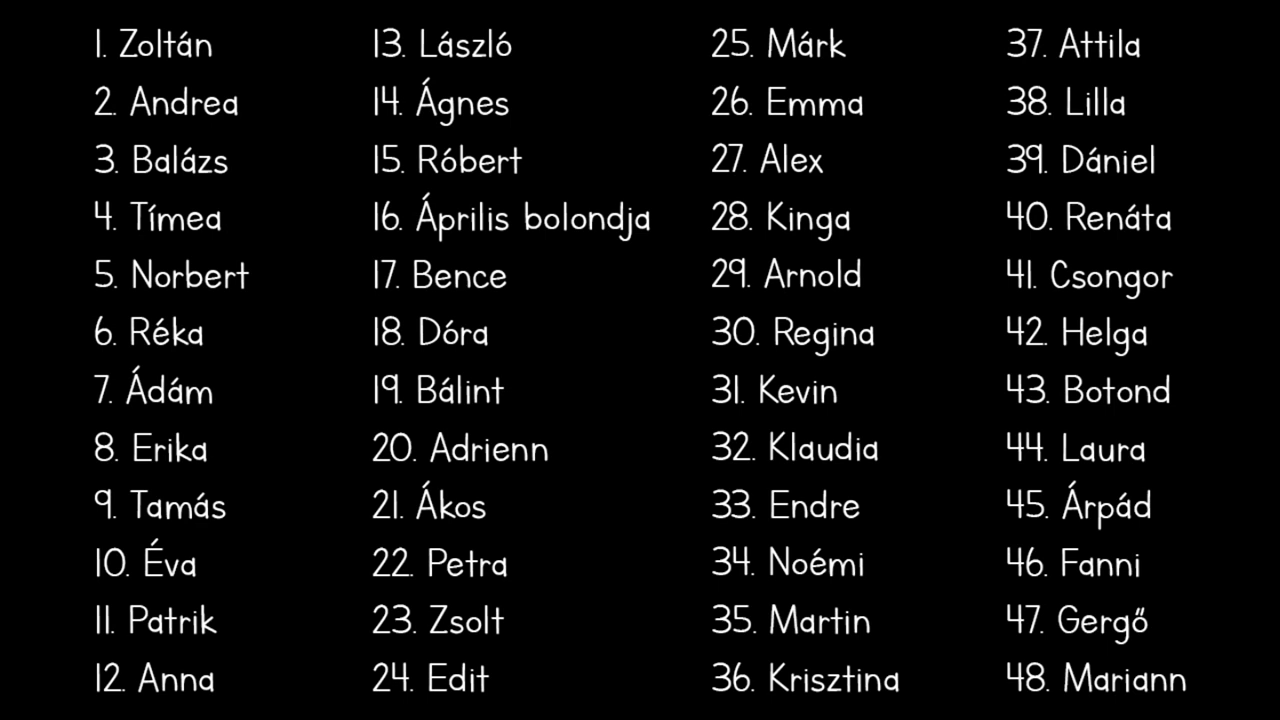 1. Zoltán
2. Andrea
3. Balázs
4. Tímea
5. Norbert
6. Réka
7. Ádám
8. Erika
9. Tamás
10. Éva
11. Patrik
12. Anna
13. László
14. Ágnes
15. Róbert
16. Április bolondja
17. Bence
18. Dóra
19. Bálint
20. Adrienn
21. Ákos
22. Petra
23. Zsolt
24. Edit
25. Márk
26. Emma
27. Alex
28. Kinga
29. Arnold
30. Regina
31. Kevin
32. Klaudia
33. Endre
34. Noémi
35. Martin
36. Krisztina
37. Attila
38. Lilla
39. Dániel
40. Renáta
41. Csongor
42. Helga
43. Botond
44. Laura
45. Árpád
46. Fanni
47. Gergő
48. Mariann